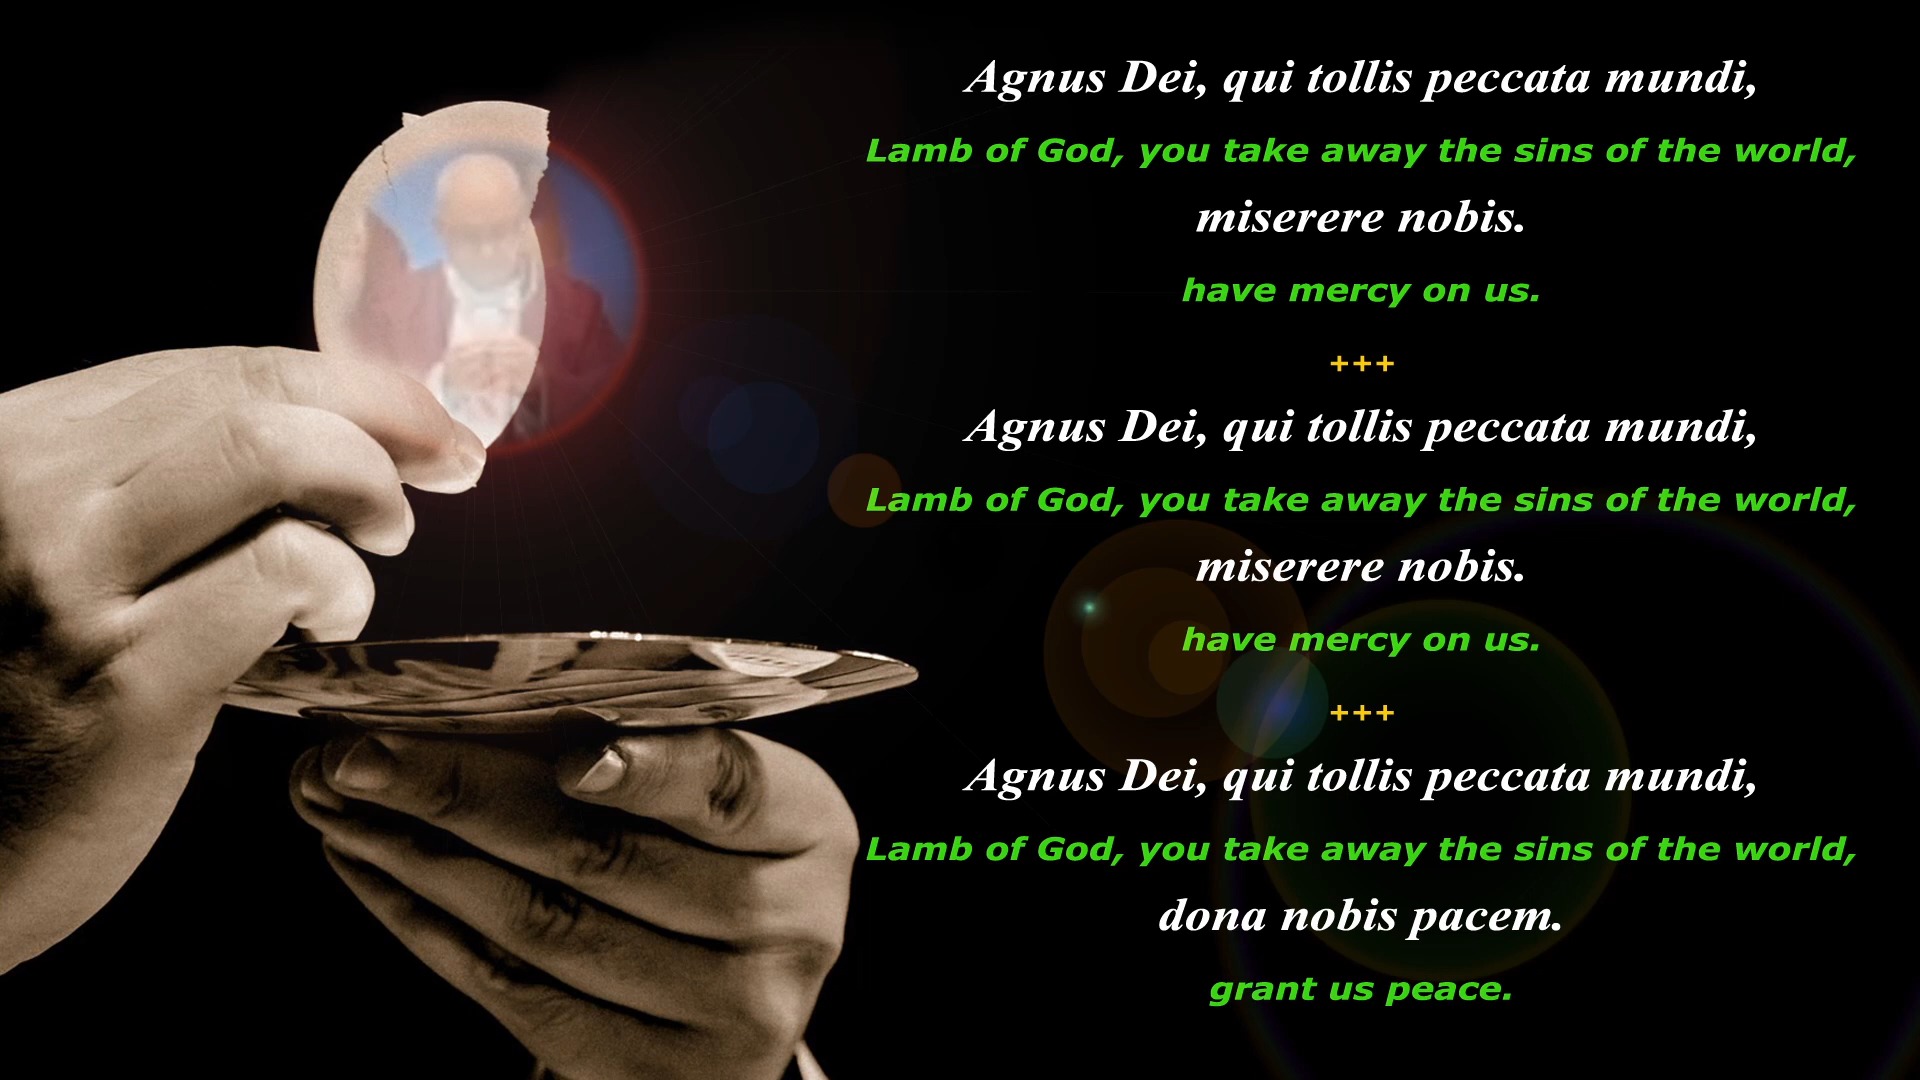 Agnus Dei, qui tollis peccata mundi,
Lamb of God, you take away the sins of the world,
miserere nobis.
have mercy on us.
+++
Agnus Dei, qui tollis peccata mundi,
Lamb of God, you take away the sins of the world,
miserere nobis.
have mercy on us.
+++
Agnus Dei, qui tollis peccata mundi,
Lamb of God, you take away the sins of the world,
dona nobis pacem.
grant us peace.